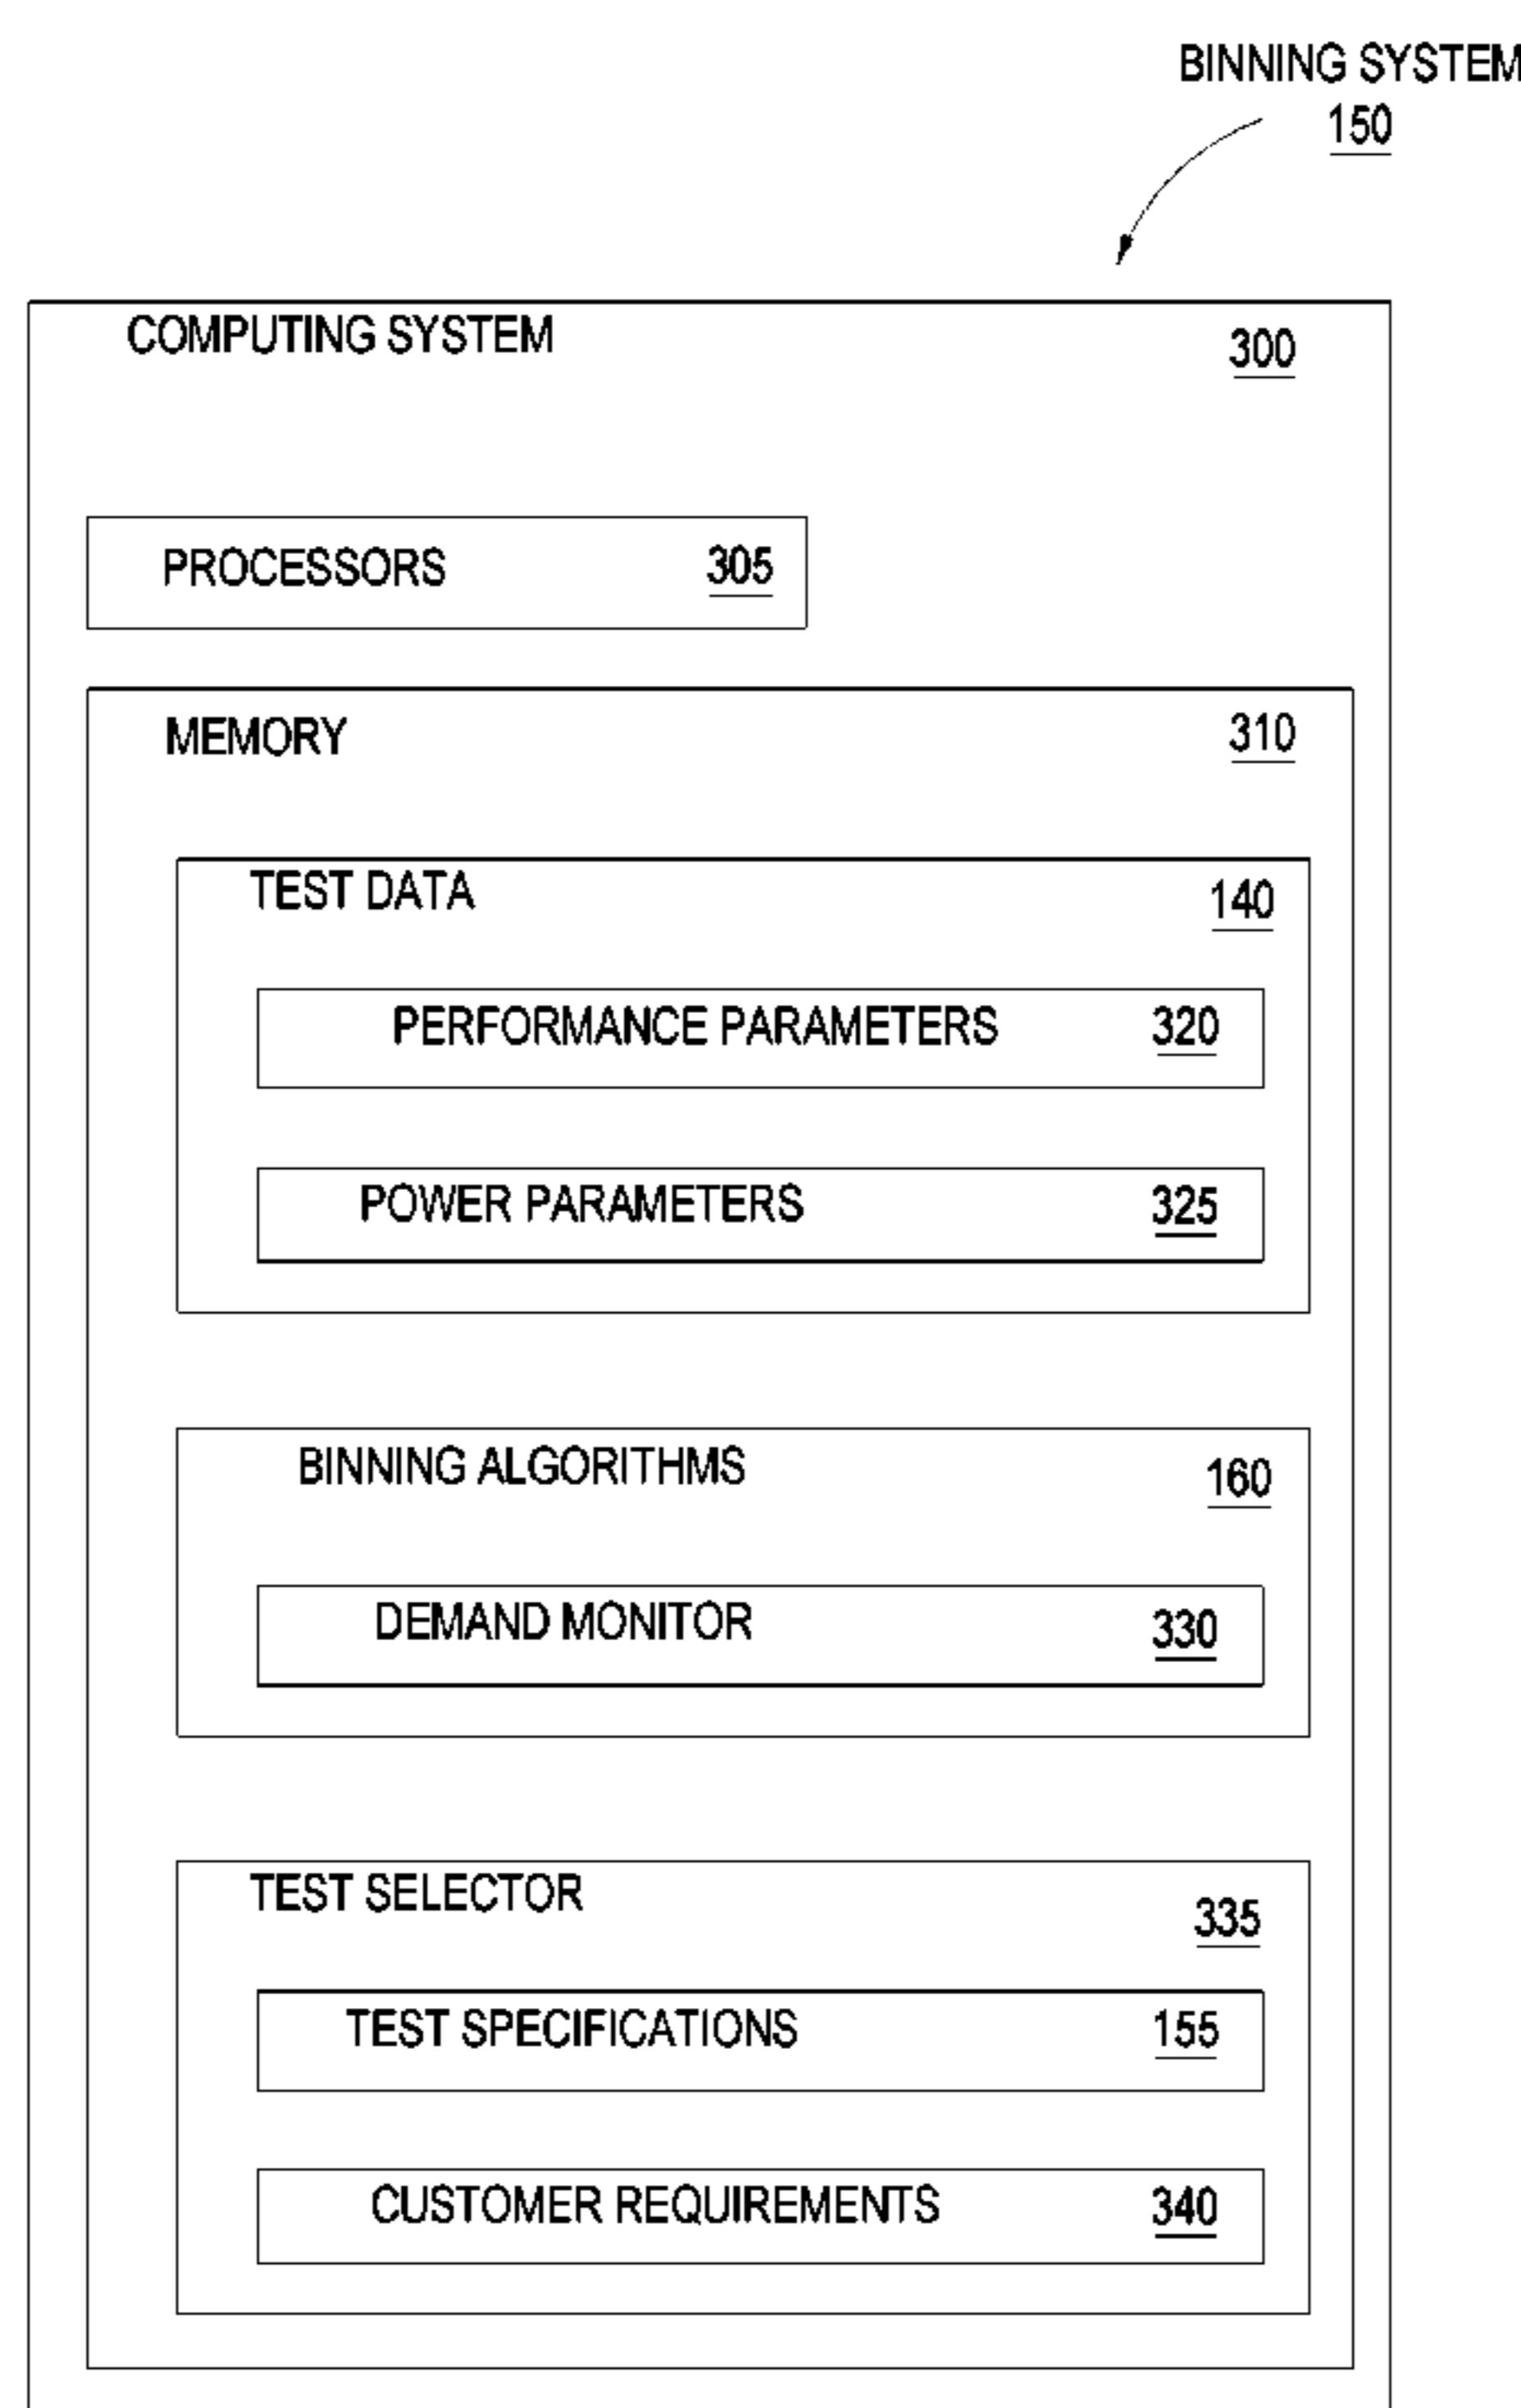 BINNING SYSTEM
150
COMPUTING SYSTEM 300
PROCESSORS 305
MEMORY 310
TEST DATA 140
PERFORMANCE PARAMETERS 320
POWER PARAMETERS 325
BINNING ALGORITHMS 160
DEMAND MONITOR 330
TEST SELECTOR 335
TEST SPECIFICATIONS 155
CUSTOMER REQUIREMENTS 340